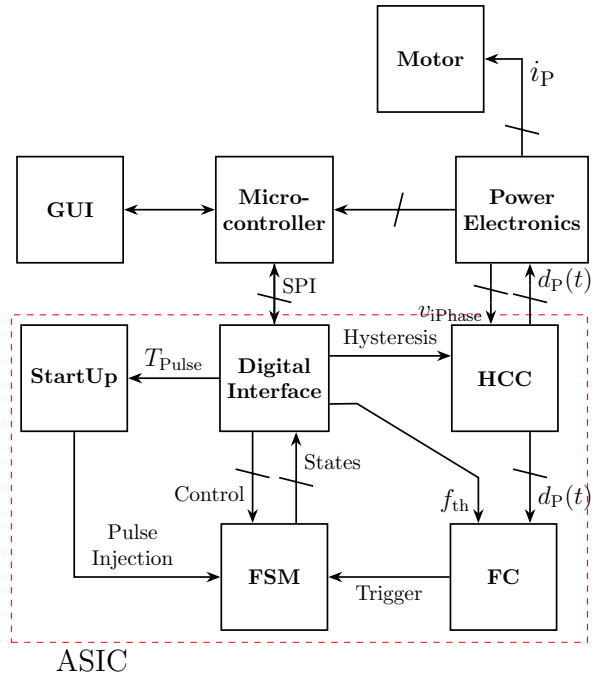 Motor
i_P
GUI
Micro-
controller
Power
Electronics
SPI
d_P(t)
v_iPhase
StartUp
T_Pulse
Digital
Interface
Hysteresis
HCC
Control
States
f_th
d_P(t)
Pulse
Injection
FSM
Trigger
FC
ASIC